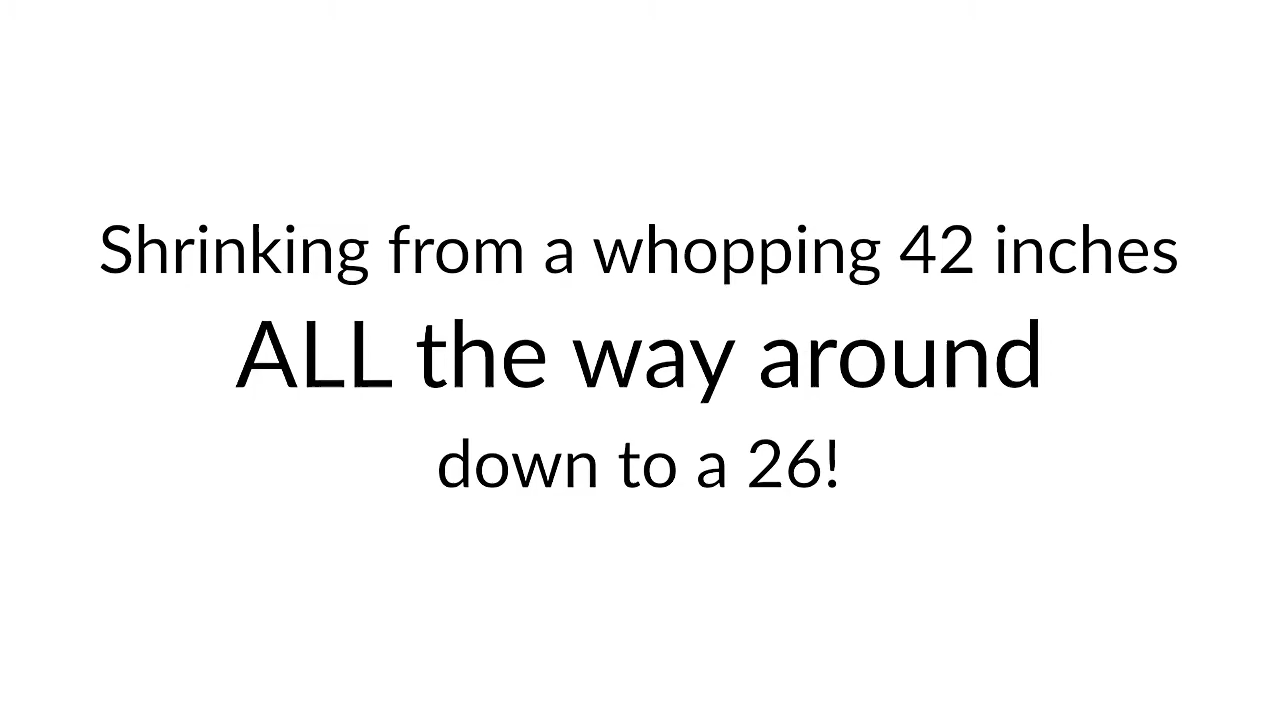 Shrinking from a whopping 42 inches
ALL the way around
down to a 26!